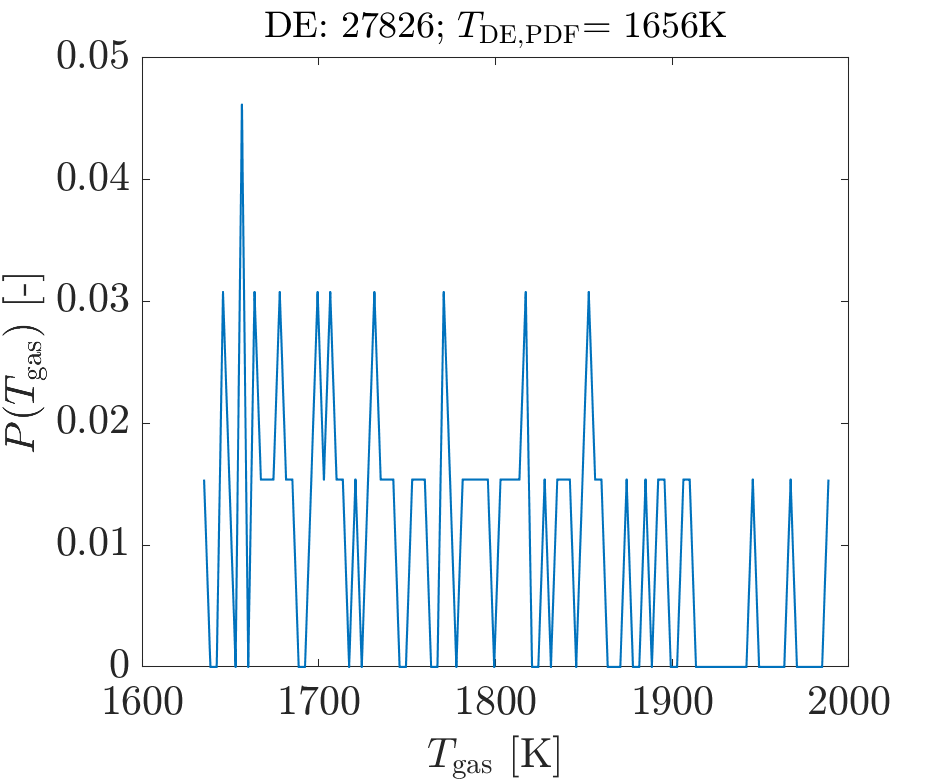 DE: 27826; T_DE,PDF= 1656K
0.05
0.04
0.03
0.02
0.01
0
P(T_gas) [-]
1600 1700 1800 1900 2000
T_gas [K]